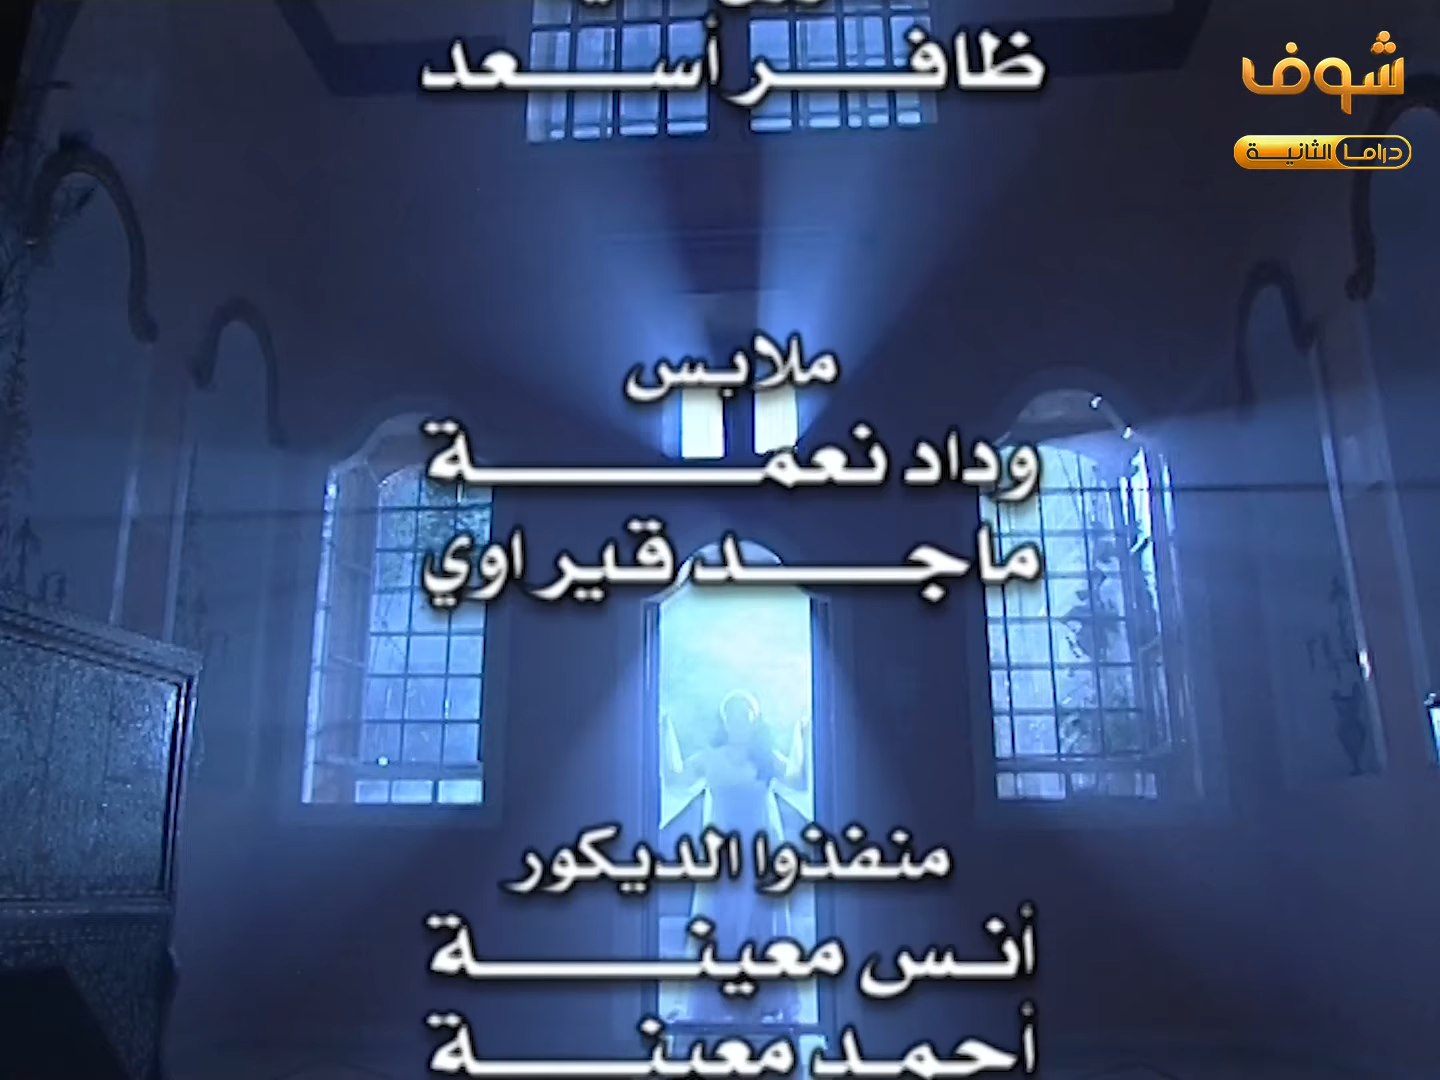 ظافر أسعد
شوف
دراما الثانية
ملابس
وداد نعمة
ماجد قيراوي
منفذوا الديكور
أنس معينة
أحمد معينة